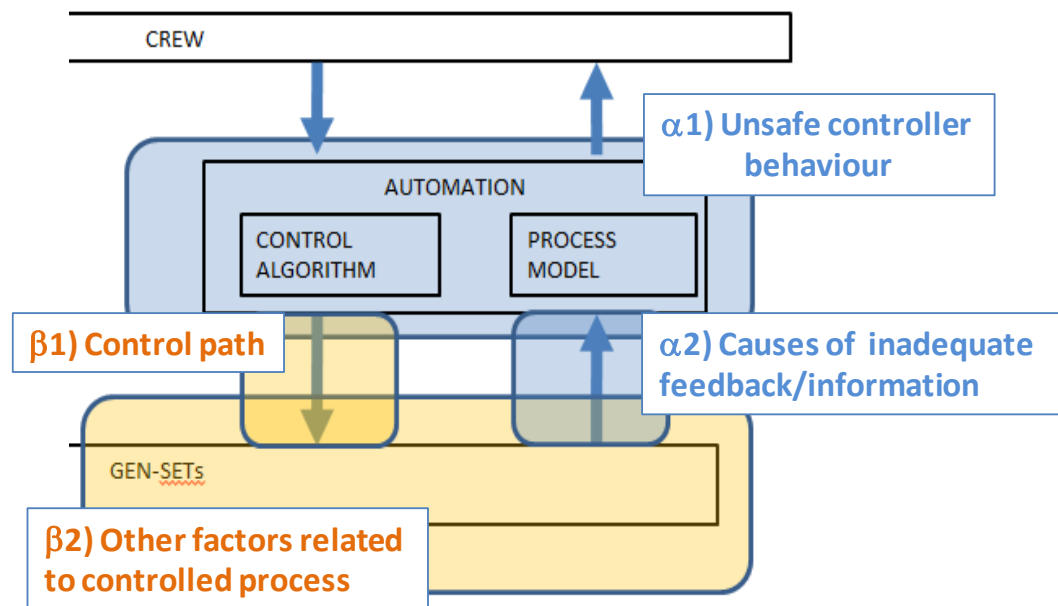 CREW
α1) Unsafe controller
behaviour
AUTOMATION
CONTROL
ALGORITHM
PROCESS
MODEL
β1) Control path
α2) Causes of inadequate
feedback/information
GEN-SETs
β2) Other factors related
to controlled process